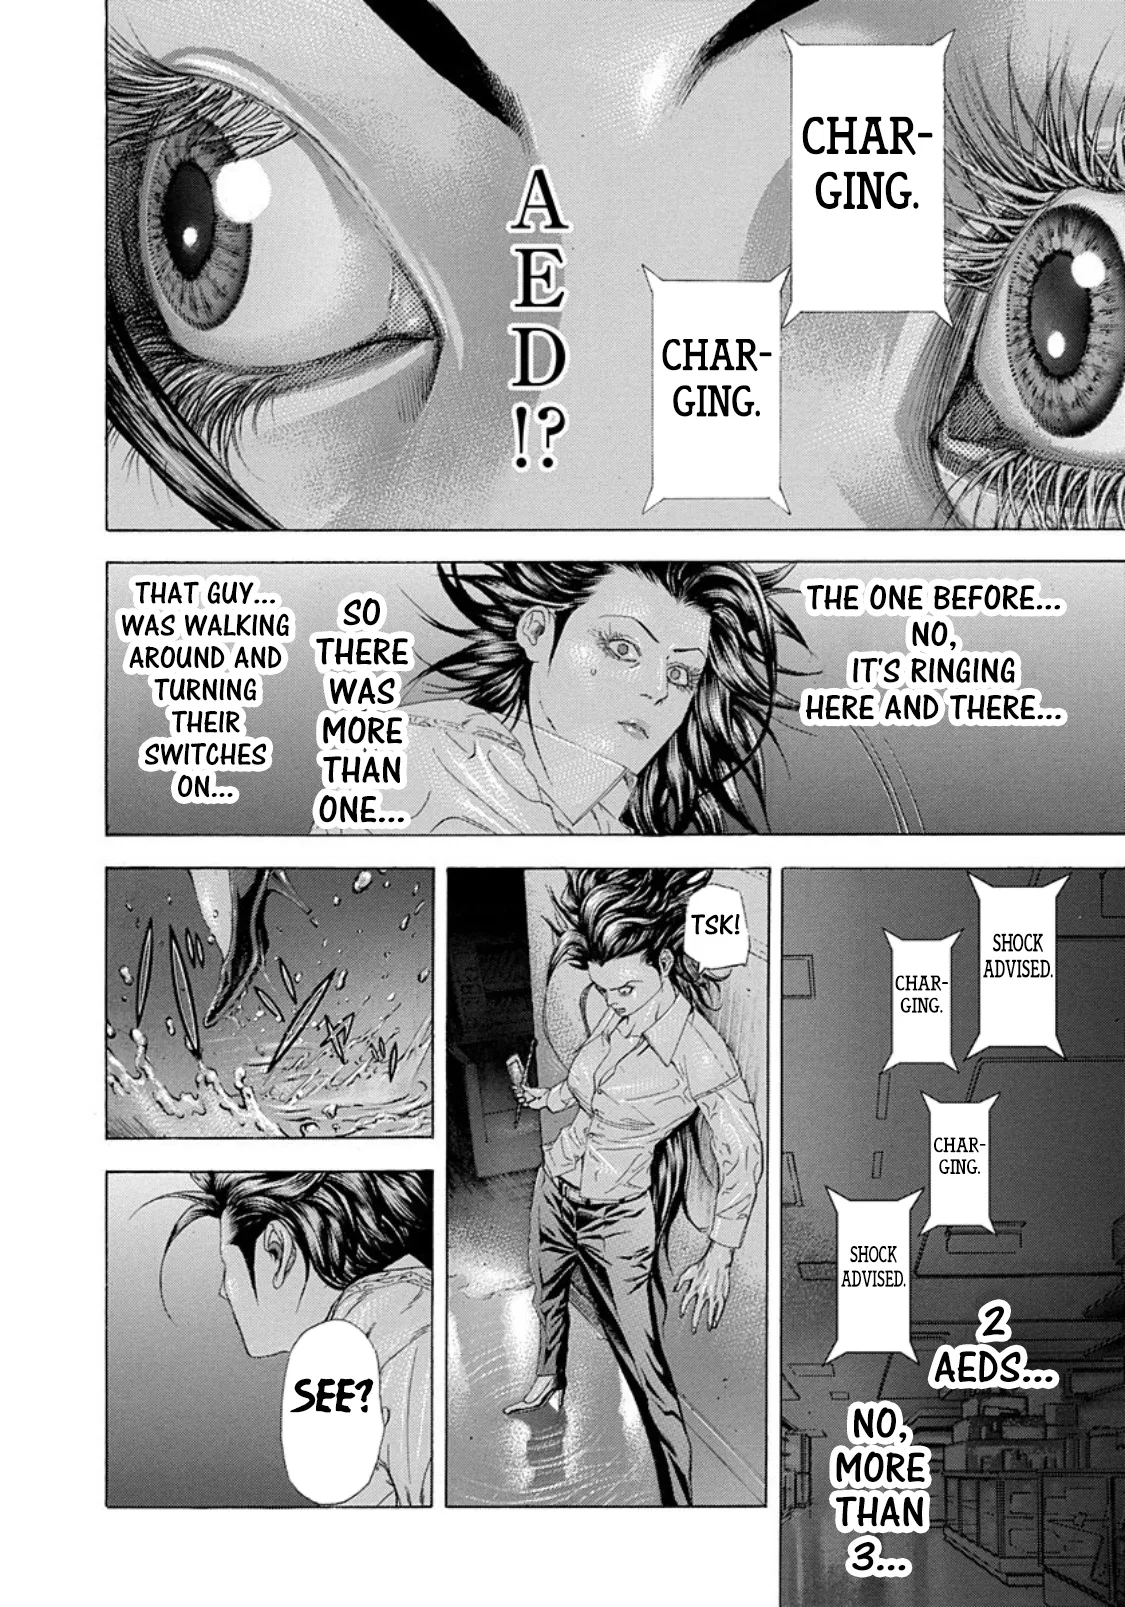 CHAR-
GING.
CHAR-
GING.
AED!?
THE ONE BEFORE...
NO,
IT'S RINGING
HERE AND THERE...
SO
THERE
WAS
MORE
THAN
ONE...
THAT GUY...
WAS WALKING
AROUND AND
TURNING
THEIR
SWITCHES
ON...
SHOCK
ADVISED.
CHAR-
GING.
CHAR-
GING.
SHOCK
ADVISED.
2
AEDS...
NO,
MORE
THAN
3...
TSK!
SEE?